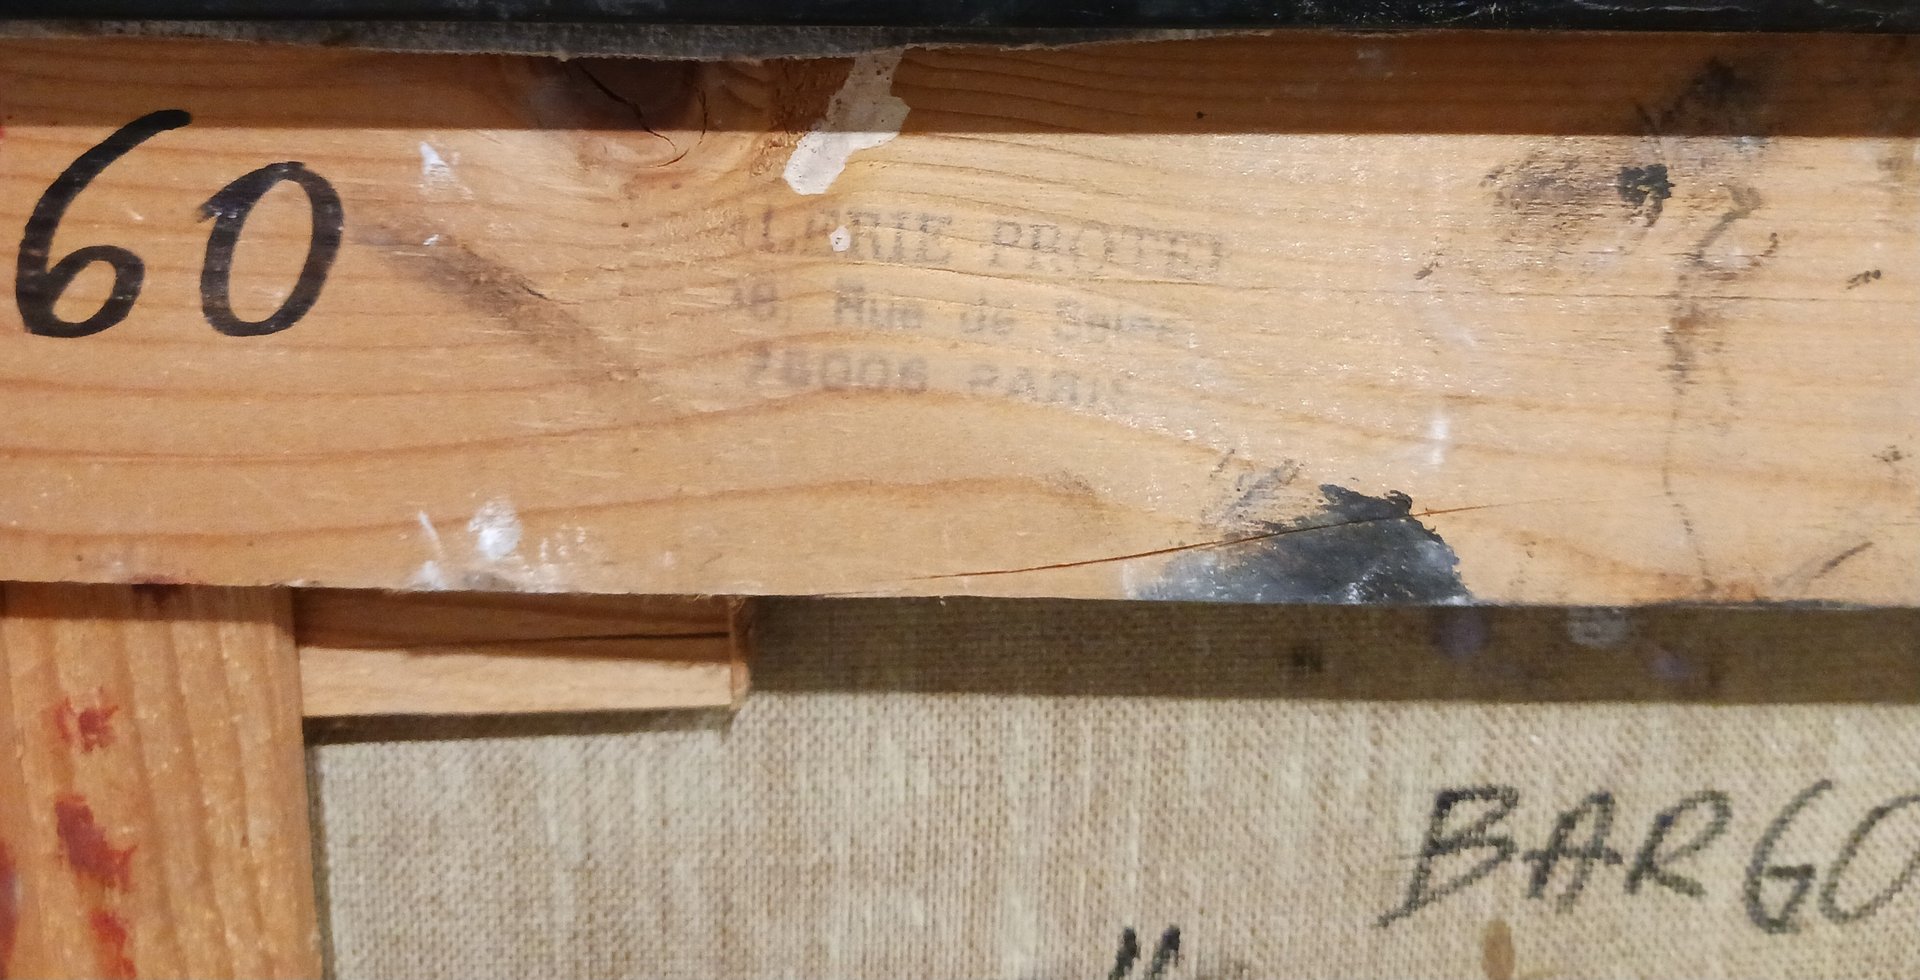 60
ALERIE PROTEE
38, Rue de Seine
75006 PARIS
BARGO
"